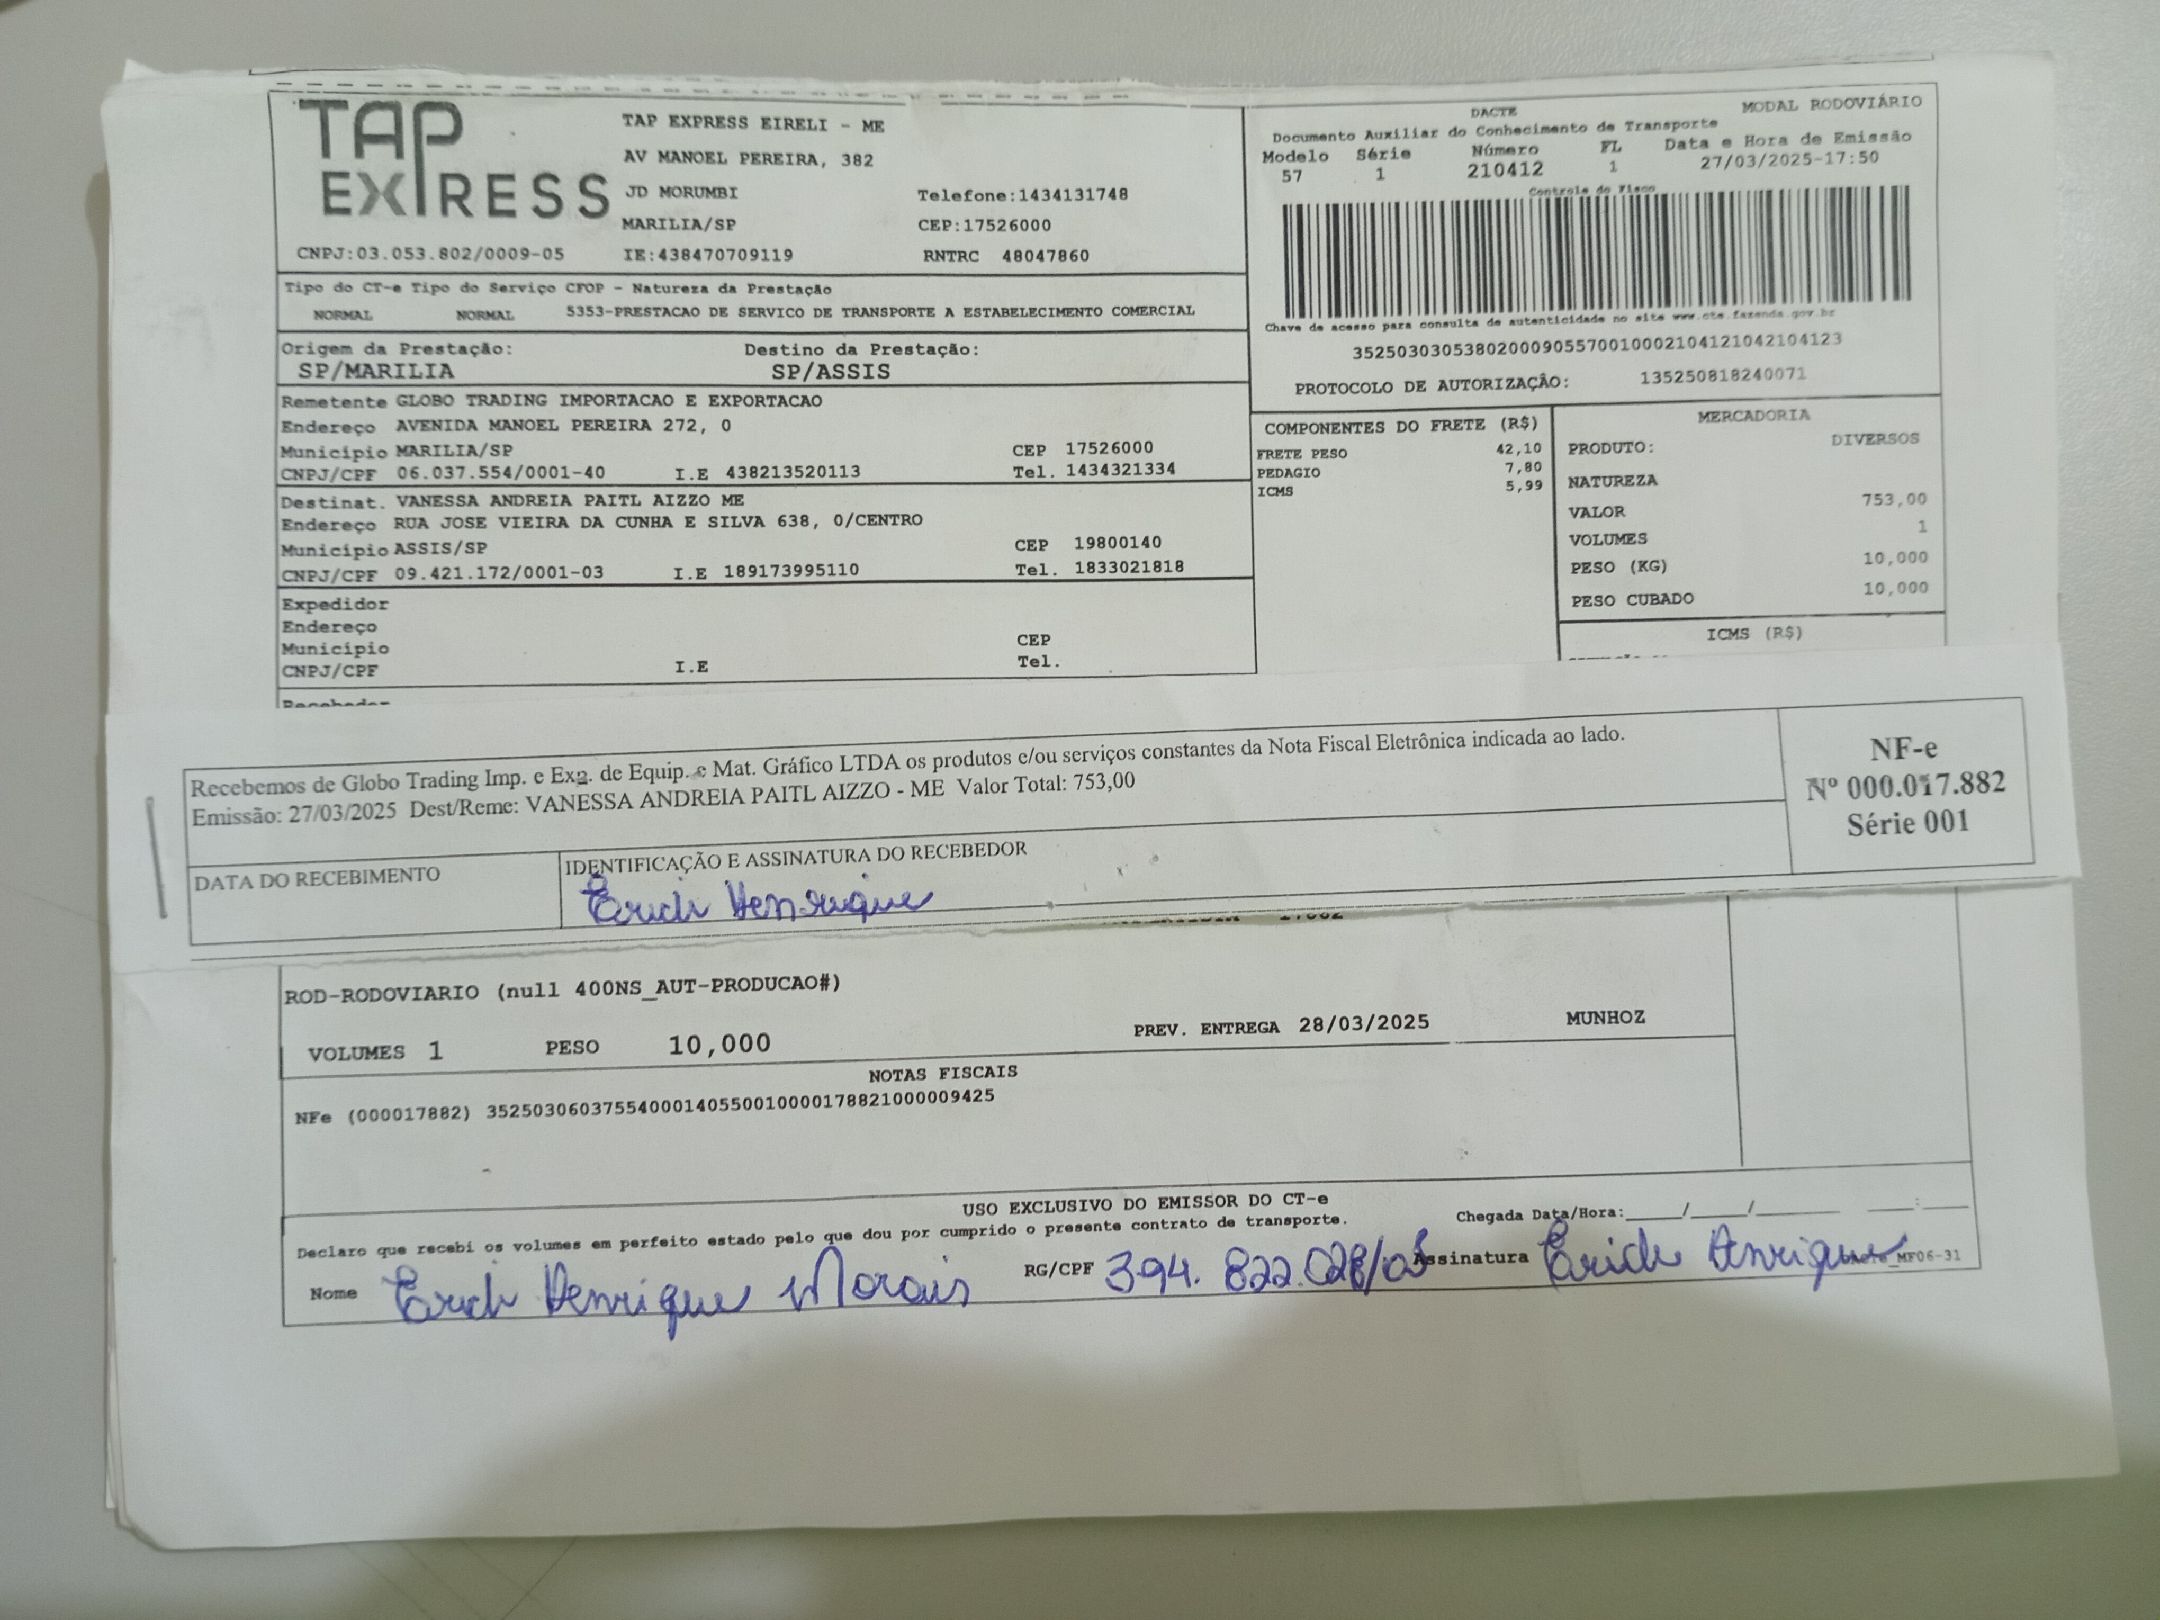 TAP EXPRESS
TAP EXPRESS EIRELI - ME
AV MANOEL PEREIRA, 382
JD MORUMBI Telefone:1434131748
MARILIA/SP CEP:17526000
CNPJ:03.053.802/0009-05 IE:438470709119 RNTRC 48047860
DACTE MODAL RODOVIÁRIO
Documento Auxiliar do Conhecimento de Transporte
Modelo Série Número FL Data e Hora de Emissão
57 1 210412 1 27/03/2025-17:50
Controle do Fisco
Chave de acesso para consulta de autenticidade no site www.cte.fazenda.gov.br
35250303053802000905570010002104121042104123
PROTOCOLO DE AUTORIZAÇÃO: 135250818240071
Tipo do CT-e Tipo do Serviço CFOP - Natureza da Prestação
NORMAL NORMAL 5353-PRESTACAO DE SERVICO DE TRANSPORTE A ESTABELECIMENTO COMERCIAL
Origem da Prestação: Destino da Prestação:
SP/MARILIA SP/ASSIS
Remetente GLOBO TRADING IMPORTACAO E EXPORTACAO
Endereço AVENIDA MANOEL PEREIRA 272, 0
Município MARILIA/SP CEP 17526000
CNPJ/CPF 06.037.554/0001-40 I.E 438213520113 Tel. 1434321334
Destinat. VANESSA ANDREIA PAITL AIZZO ME
Endereço RUA JOSE VIEIRA DA CUNHA E SILVA 638, 0/CENTRO
Município ASSIS/SP CEP 19800140
CNPJ/CPF 09.421.172/0001-03 I.E 189173995110 Tel. 1833021818
Expedidor
Endereço
Município CEP
CNPJ/CPF I.E Tel.
COMPONENTES DO FRETE (R$)
FRETE PESO 42,10
PEDAGIO 7,80
ICMS 5,99
MERCADORIA
PRODUTO: DIVERSOS
NATUREZA
VALOR 753,00
VOLUMES 1
PESO (KG) 10,000
PESO CUBADO 10,000
ICMS (R$)
Recebemos de Globo Trading Imp. e Exp. de Equip. e Mat. Gráfico LTDA os produtos e/ou serviços constantes da Nota Fiscal Eletrônica indicada ao lado.
Emissão: 27/03/2025 Dest/Reme: VANESSA ANDREIA PAITL AIZZO - ME Valor Total: 753,00
NF-e
Nº 000.017.882
Série 001
DATA DO RECEBIMENTO
IDENTIFICAÇÃO E ASSINATURA DO RECEBEDOR
Erich Henrique
ROD-RODOVIARIO (null 400NS_AUT-PRODUCAO#)
VOLUMES 1 PESO 10,000 PREV. ENTREGA 28/03/2025 MUNHOZ
NOTAS FISCAIS
NFe (000017882) 35250306037554000140550010000178821000009425
USO EXCLUSIVO DO EMISSOR DO CT-e
Declaro que recebi os volumes em perfeito estado pelo que dou por cumprido o presente contrato de transporte. Chegada Data/Hora:____/____/______ ____:____
Nome Erich Henrique Morais RG/CPF 394.822.028/05 Assinatura Erich Henrique MF06-31